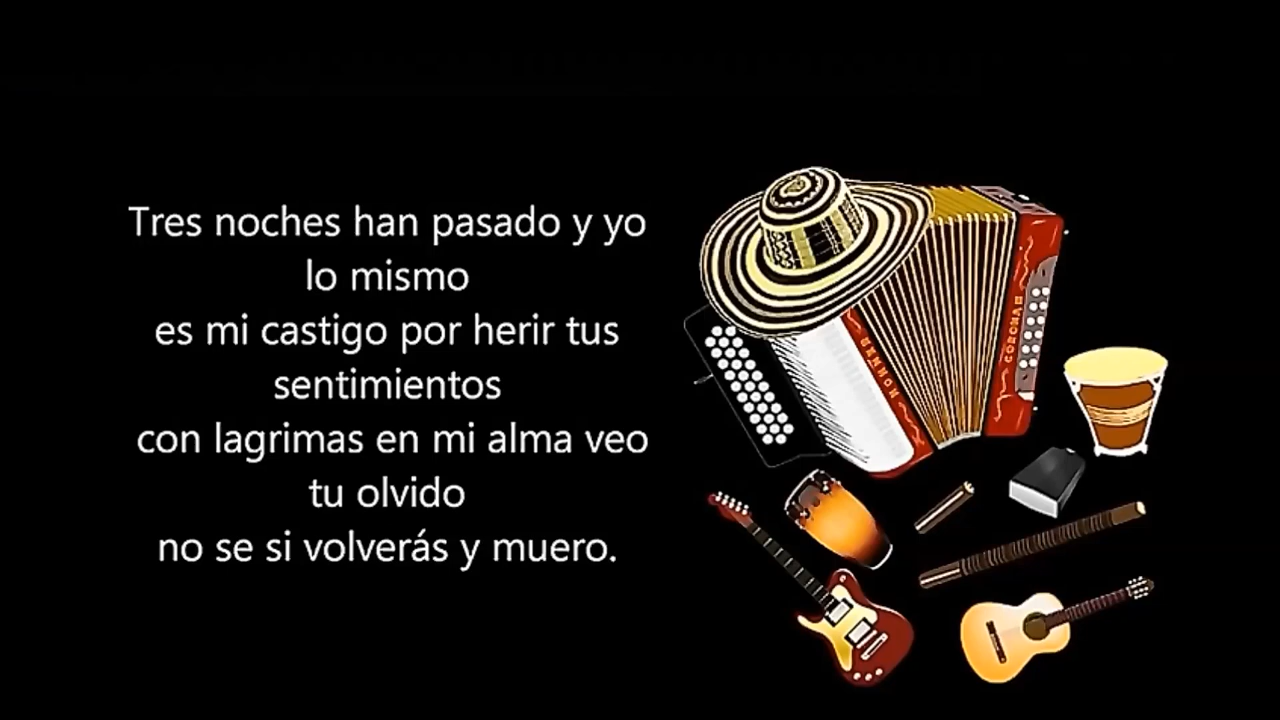 Tres noches han pasado y yo
lo mismo
es mi castigo por herir tus
sentimientos
con lagrimas en mi alma veo
tu olvido
no se si volverás y muero.